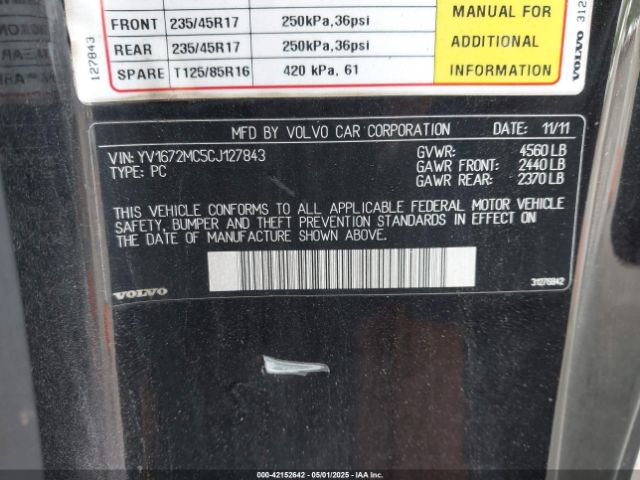 FRONT 235/45R17 250kPa,36psi
REAR 235/45R17 250kPa,36psi
SPARE T125/85R16 420 kPa, 61
MANUAL FOR
ADDITIONAL
INFORMATION
127843
VOLVO 312
MFD BY VOLVO CAR CORPORATION DATE: 11/11
VIN: YV1672MC5CJ127843 GVWR: 4560 LB
TYPE: PC GAWR FRONT: 2440 LB
GAWR REAR: 2370 LB
THIS VEHICLE CONFORMS TO ALL APPLICABLE FEDERAL MOTOR VEHICLE
SAFETY, BUMPER AND THEFT PREVENTION STANDARDS IN EFFECT ON
THE DATE OF MANUFACTURE SHOWN ABOVE.
VOLVO
000-42152642 - 05/01/2025 - IAA Inc.